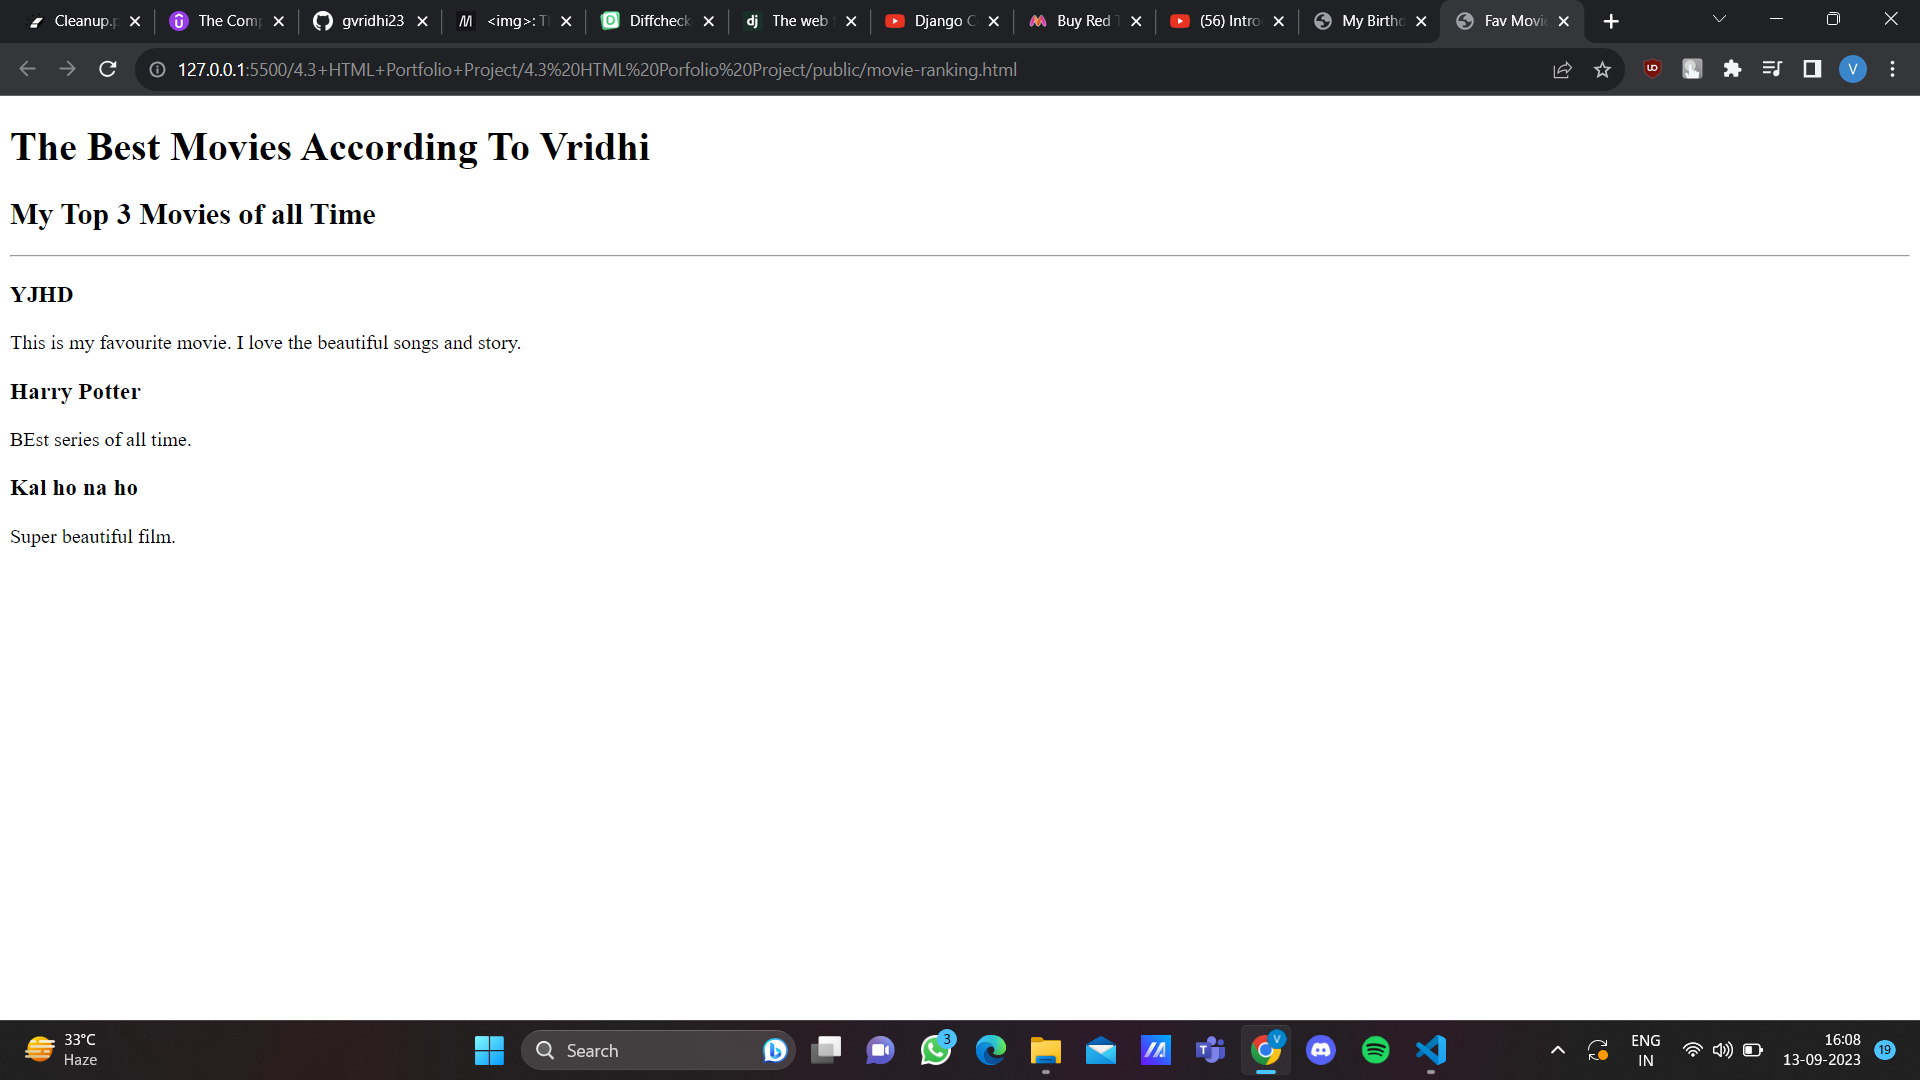 Cleanup.p
The Comp
gvridhi23
<img>: Th
Diffcheck
The web f
Django C
Buy Red T
(56) Intro
My Birthd
Fav Movie
127.0.0.1:5500/4.3+HTML+Portfolio+Project/4.3%20HTML%20Porfolio%20Project/public/movie-ranking.html
V
The Best Movies According To Vridhi
My Top 3 Movies of all Time
YJHD
This is my favourite movie. I love the beautiful songs and story.
Harry Potter
BEst series of all time.
Kal ho na ho
Super beautiful film.
33°C
Haze
Search
3
V
ENG
IN
16:08
13-09-2023
19